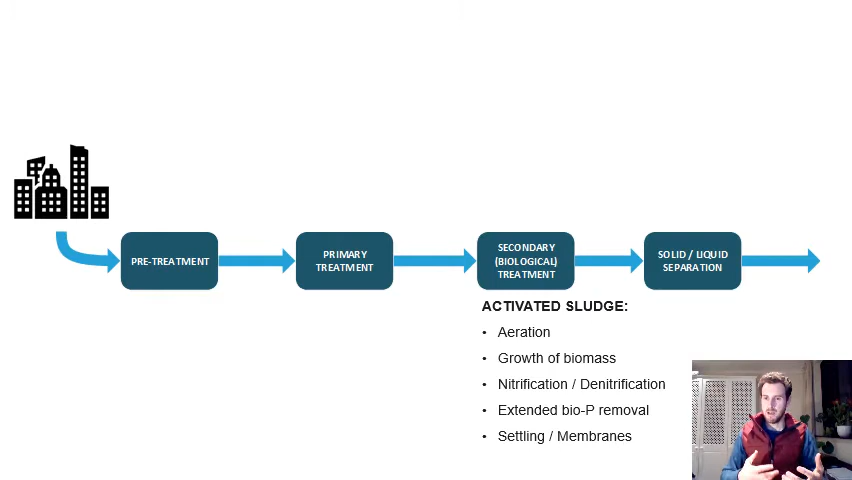 PRE-TREATMENT
PRIMARY
TREATMENT
SECONDARY
(BIOLOGICAL)
TREATMENT
SOLID / LIQUID
SEPARATION
ACTIVATED SLUDGE:
• Aeration
• Growth of biomass
• Nitrification / Denitrification
• Extended bio-P removal
• Settling / Membranes